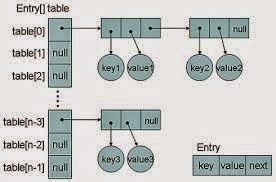 Entry[] table
table[0] null
table[1] null
key1 value1 key2 value2
table[2] null
table[n-3] null
table[n-2] null
key3 value3
table[n-1] null
Entry
key value next